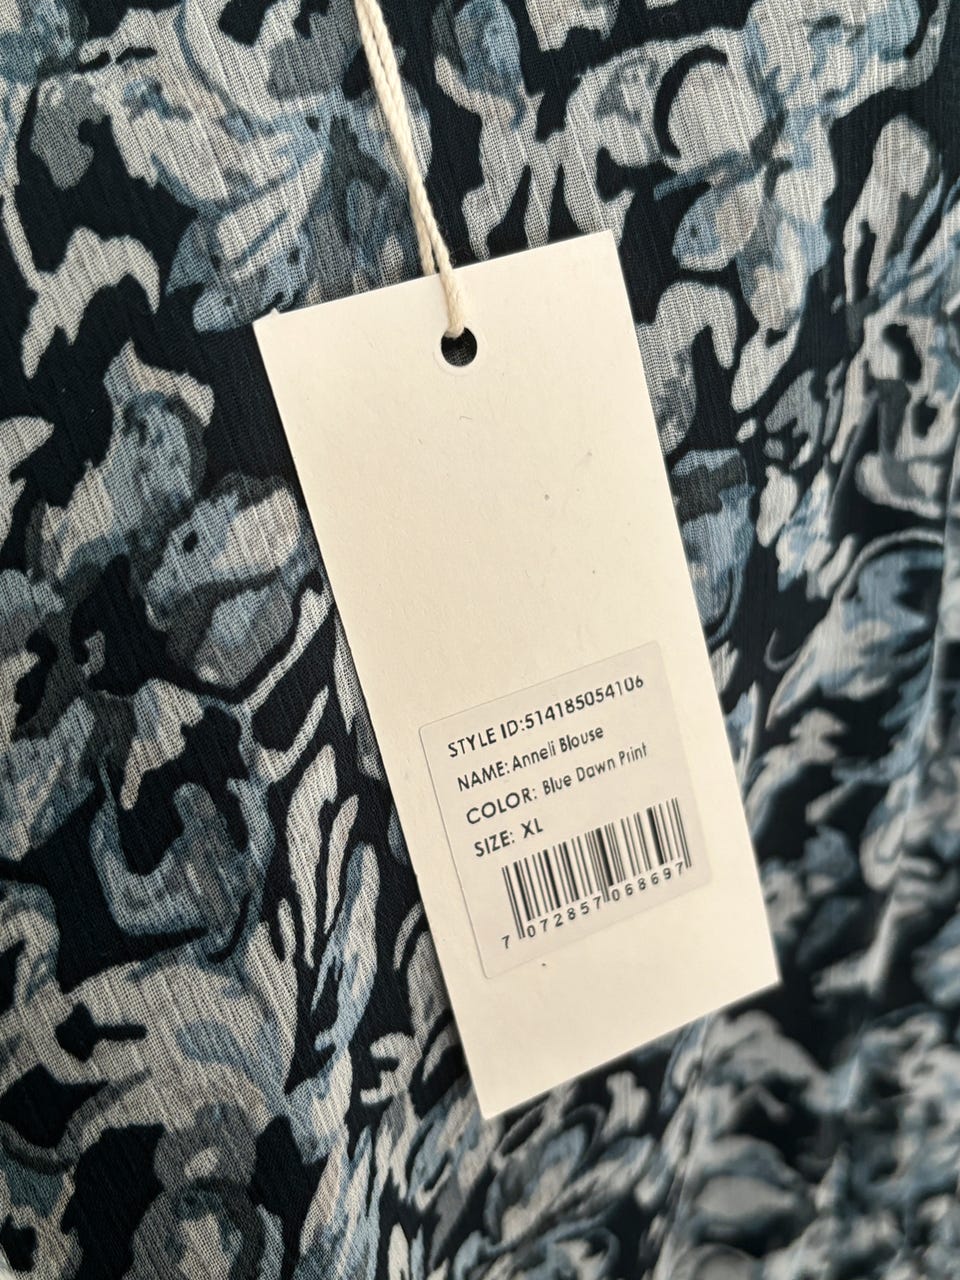 STYLE ID:514185054106
NAME: Anneli Blouse
COLOR: Blue Dawn Print
SIZE: XL
7 072857 068697